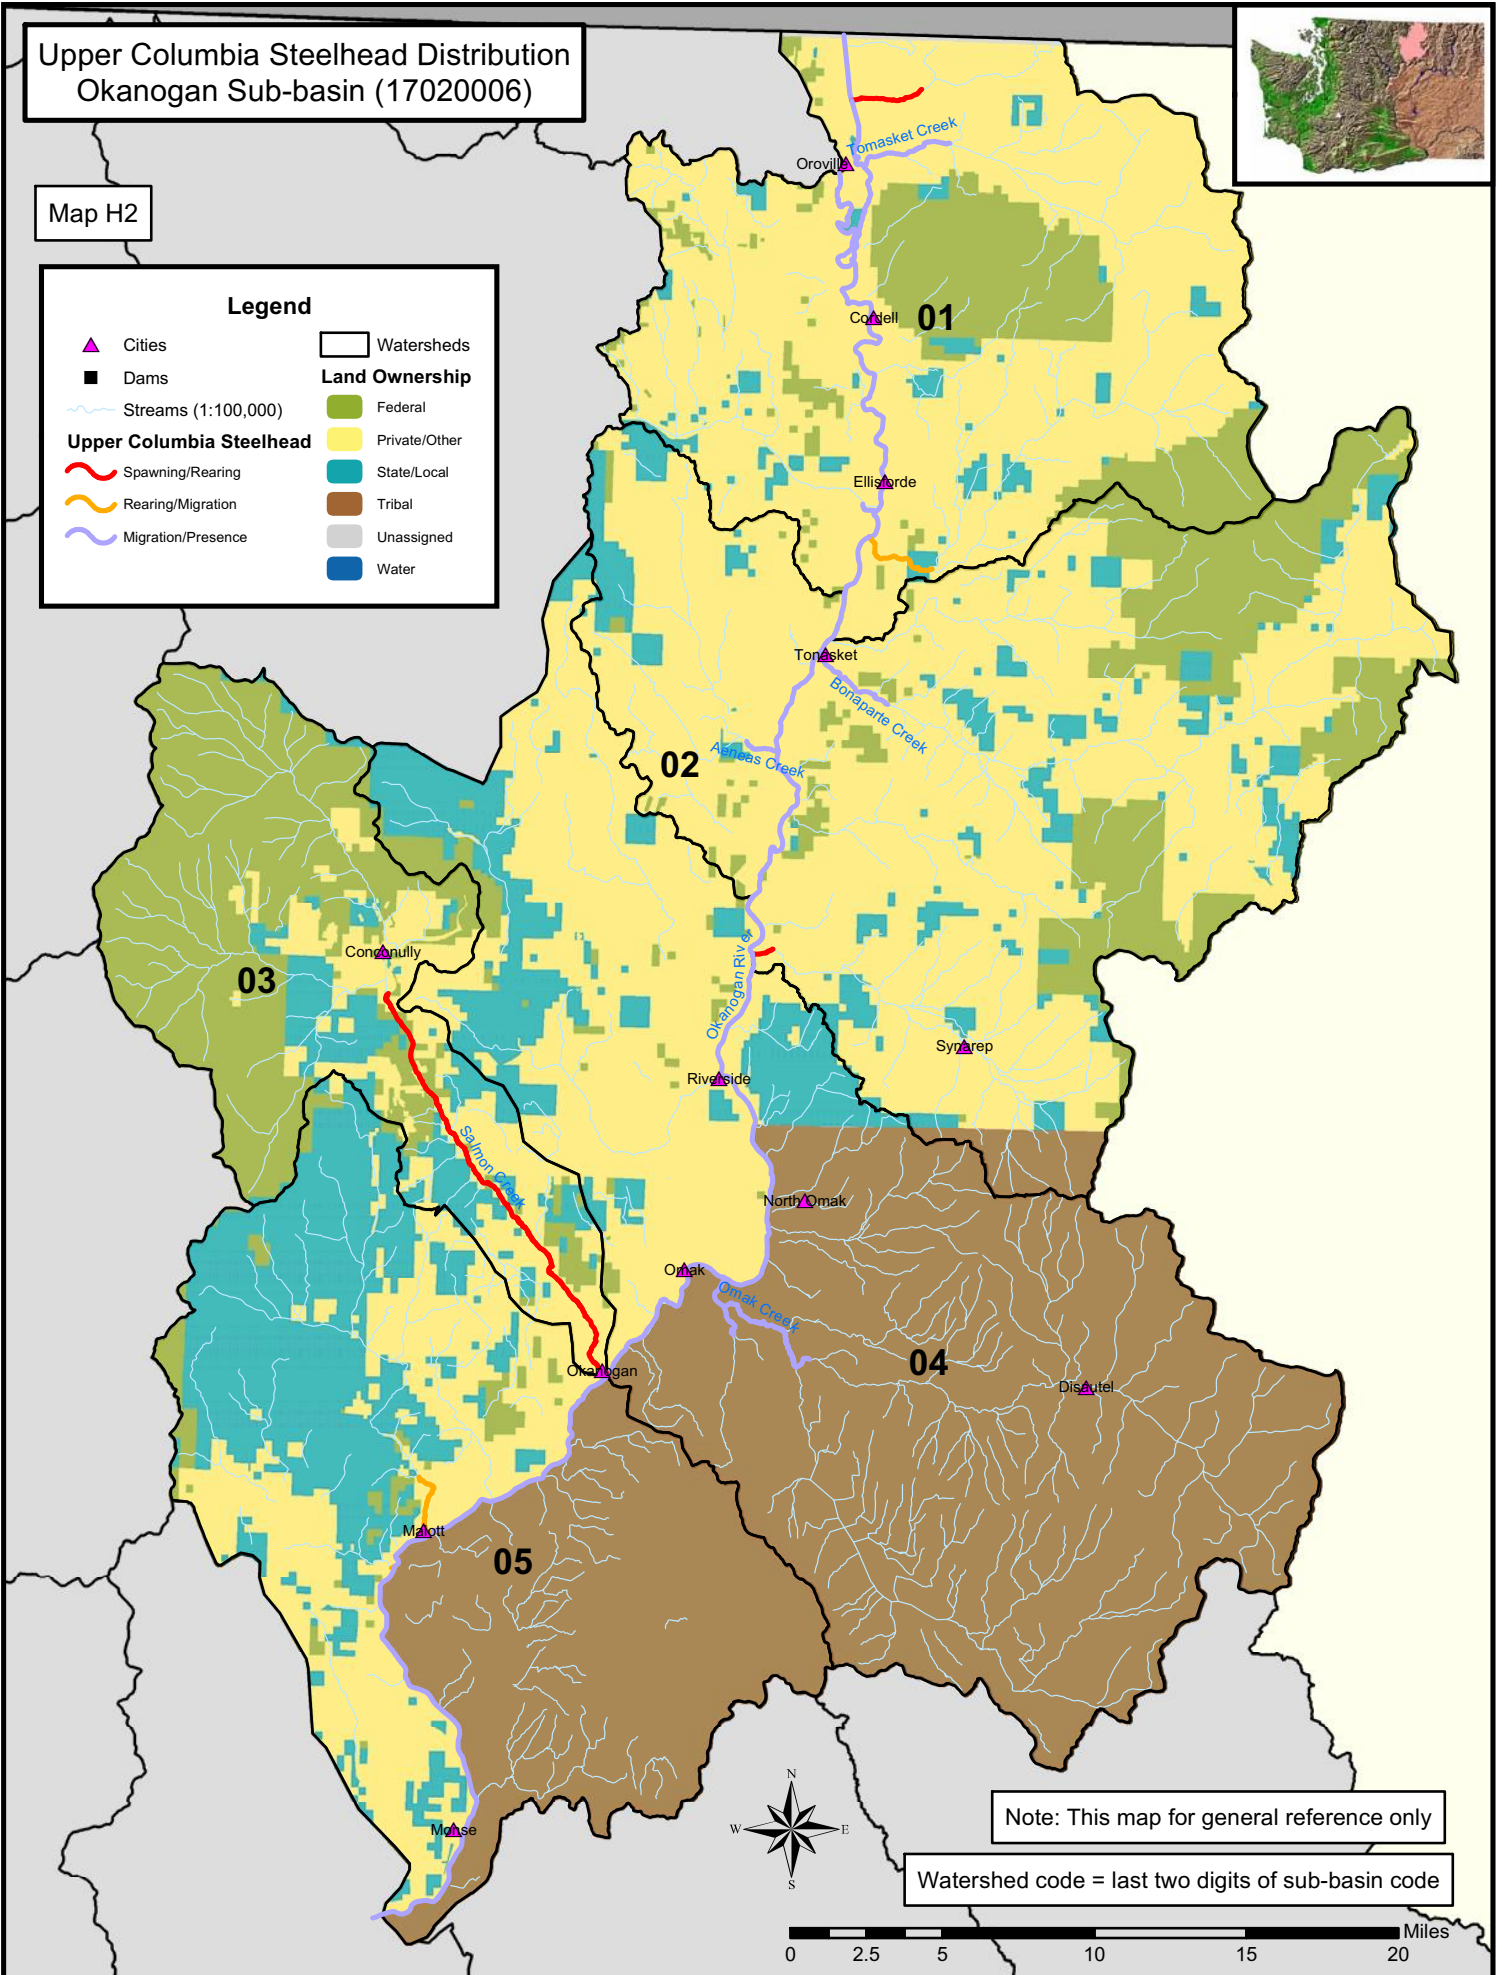 Upper Columbia Steelhead Distribution
Okanogan Sub-basin (17020006)
Map H2
Legend
Cities
Dams
Streams (1:100,000)
Upper Columbia Steelhead
Spawning/Rearing
Rearing/Migration
Migration/Presence
Watersheds
Land Ownership
Federal
Private/Other
State/Local
Tribal
Unassigned
Water
Tomasket Creek
Oroville
Cordell
01
Ellisforde
Tonasket
Bonaparte Creek
Aeneas Creek
02
Conconully
03
Okanogan River
Synarep
Riverside
Salmon Creek
North Omak
Omak
Omak Creek
04
Okanogan
Disautel
Malott
05
Monse
N
W
E
S
Note: This map for general reference only
Watershed code = last two digits of sub-basin code
Miles
0 2.5 5 10 15 20